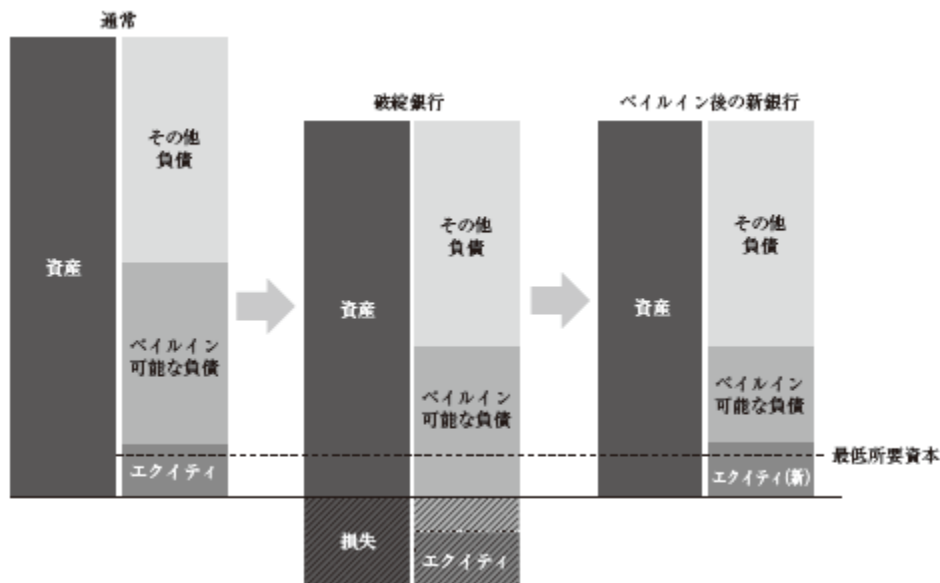 通常
資産
その他
負債
ベイルイン
可能な負債
エクイティ
破綻銀行
資産
その他
負債
ベイルイン
可能な負債
損失
エクイティ
ベイルイン後の新銀行
資産
その他
負債
ベイルイン
可能な負債
エクイティ(新)
最低所要資本